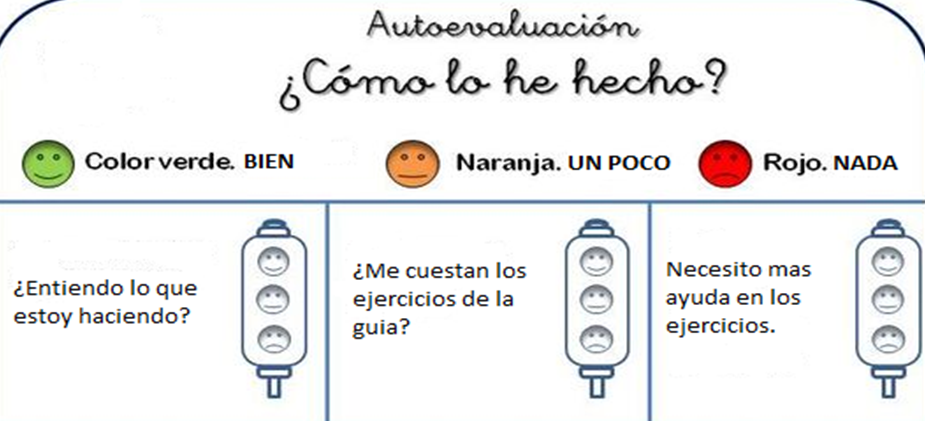 Autoevaluación
¿Cómo lo he hecho?
Color verde. BIEN
Naranja. UN POCO
Rojo. NADA
¿Entiendo lo que
estoy haciendo?
¿Me cuestan los
ejercicios de la
guia?
Necesito mas
ayuda en los
ejercicios.